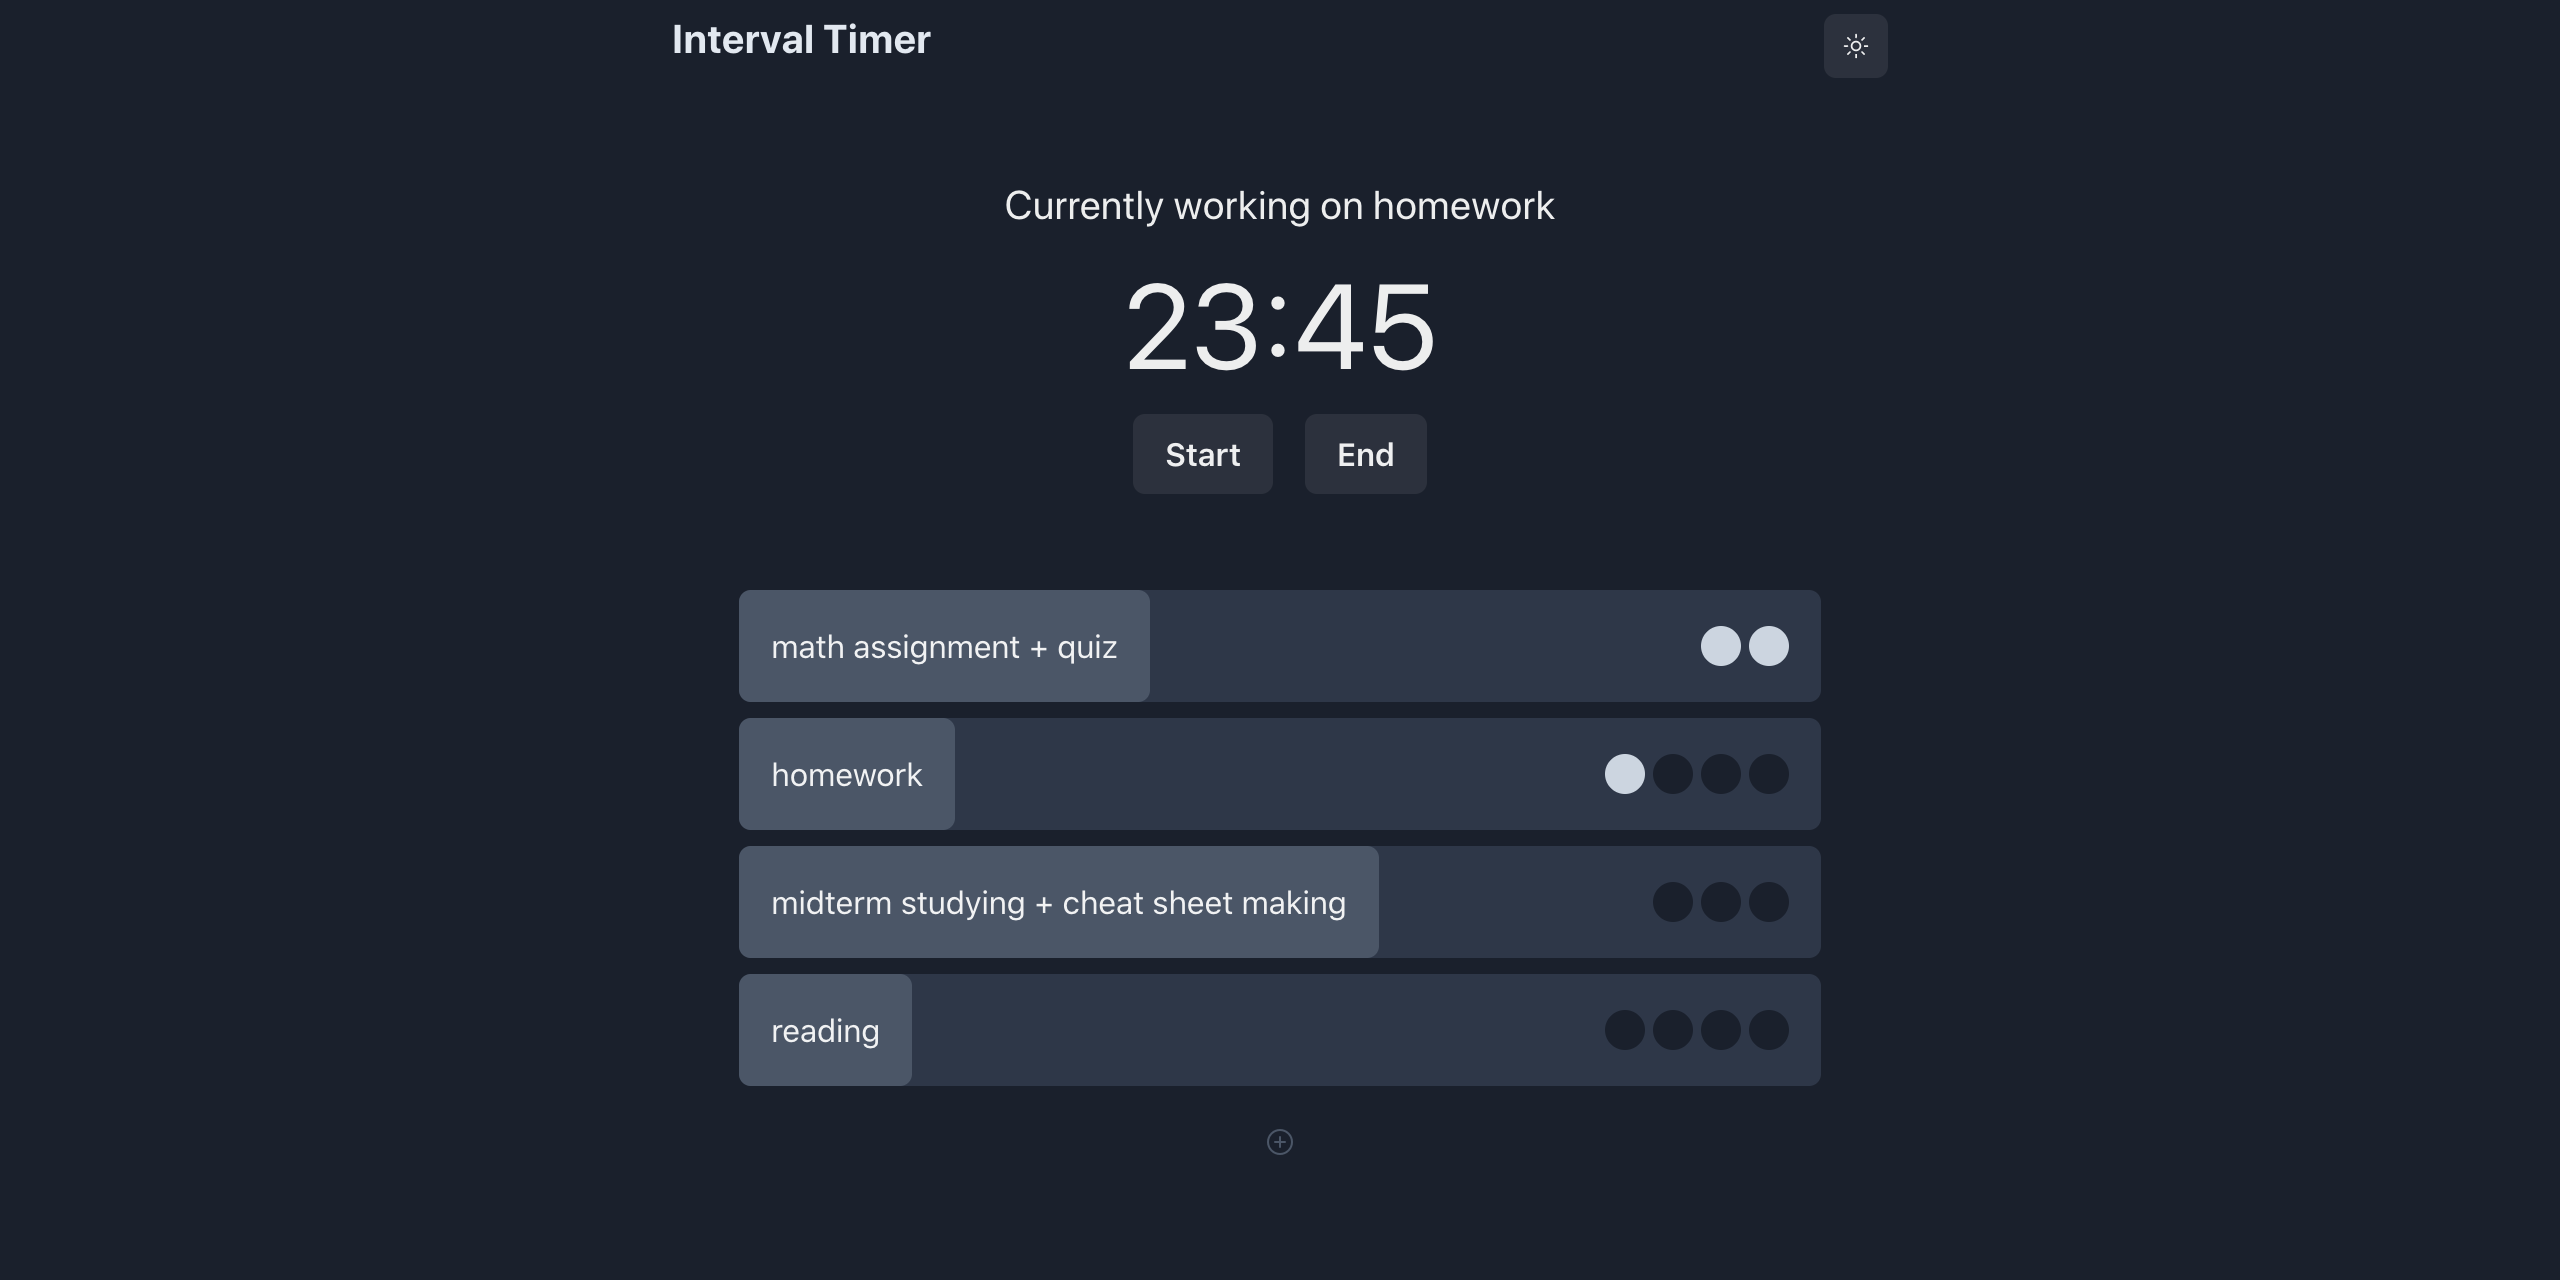 Interval Timer
Currently working on homework
23:45
Start End
math assignment + quiz
homework
midterm studying + cheat sheet making
reading